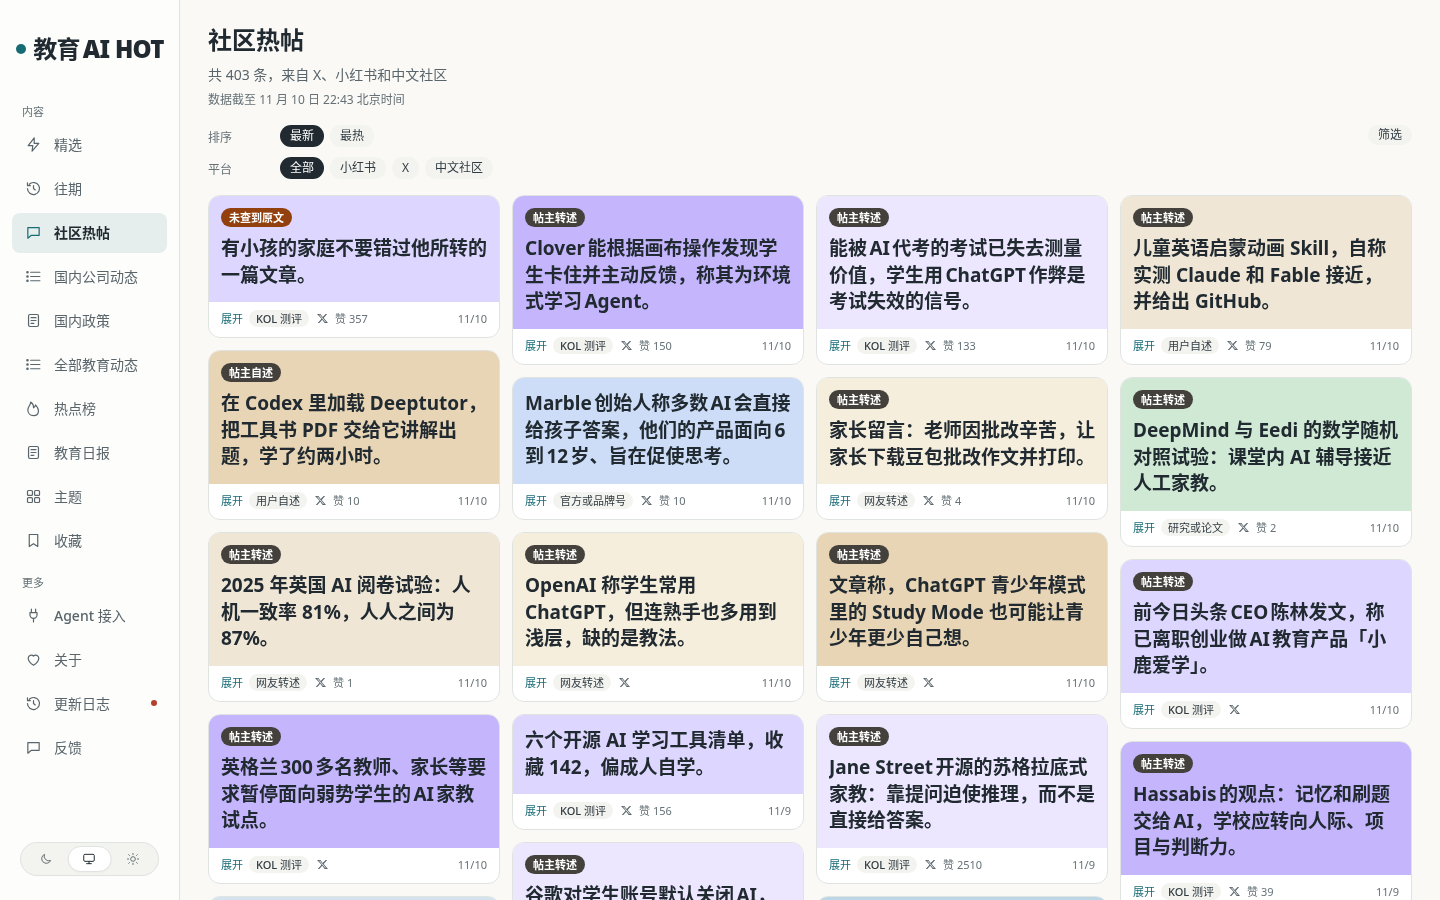 教育 AI HOT
内容
精选
往期
社区热帖
国内公司动态
国内政策
全部教育动态
热点榜
教育日报
主题
收藏
更多
Agent 接入
关于
更新日志
反馈
社区热帖
共 403 条，来自 X、小红书和中文社区
数据截至 11 月 10 日 22:43 北京时间
排序 最新 最热 筛选
平台 全部 小红书 X 中文社区
未查到原文
有小孩的家庭不要错过他所转的
一篇文章。
展开 KOL 测评 赞 357 11/10
帖主自述
在 Codex 里加载 Deeptutor，
把工具书 PDF 交给它讲解出
题，学了约两小时。
展开 用户自述 赞 10 11/10
帖主转述
2025 年英国 AI 阅卷试验：人
机一致率 81%，人人之间为
87%。
展开 网友转述 赞 1 11/10
帖主转述
英格兰 300 多名教师、家长等要
求暂停面向弱势学生的 AI 家教
试点。
展开 KOL 测评 11/10
帖主转述
Clover 能根据画布操作发现学
生卡住并主动反馈，称其为环境
式学习 Agent。
展开 KOL 测评 赞 150 11/10
Marble 创始人称多数 AI 会直接
给孩子答案，他们的产品面向 6
到 12 岁、旨在促使思考。
展开 官方或品牌号 赞 10 11/10
帖主转述
OpenAI 称学生常用
ChatGPT，但连熟手也多用到
浅层，缺的是教法。
展开 网友转述 11/10
六个开源 AI 学习工具清单，收
藏 142，偏成人自学。
展开 KOL 测评 赞 156 11/9
帖主转述
谷歌对学生账号默认关闭 AI，
帖主转述
能被 AI 代考的考试已失去测量
价值，学生用 ChatGPT 作弊是
考试失效的信号。
展开 KOL 测评 赞 133 11/10
帖主转述
家长留言：老师因批改辛苦，让
家长下载豆包批改作文并打印。
展开 网友转述 赞 4 11/10
帖主转述
文章称，ChatGPT 青少年模式
里的 Study Mode 也可能让青
少年更少自己想。
展开 网友转述 11/10
帖主转述
Jane Street 开源的苏格拉底式
家教：靠提问迫使推理，而不是
直接给答案。
展开 KOL 测评 赞 2510 11/9
帖主转述
儿童英语启蒙动画 Skill，自称
实测 Claude 和 Fable 接近，
并给出 GitHub。
展开 用户自述 赞 79 11/10
帖主转述
DeepMind 与 Eedi 的数学随机
对照试验：课堂内 AI 辅导接近
人工家教。
展开 研究或论文 赞 2 11/10
帖主转述
前今日头条 CEO 陈林发文，称
已离职创业做 AI 教育产品「小
鹿爱学」。
展开 KOL 测评 11/10
帖主转述
Hassabis 的观点：记忆和刷题
交给 AI，学校应转向人际、项
目与判断力。
展开 KOL 测评 赞 39 11/9